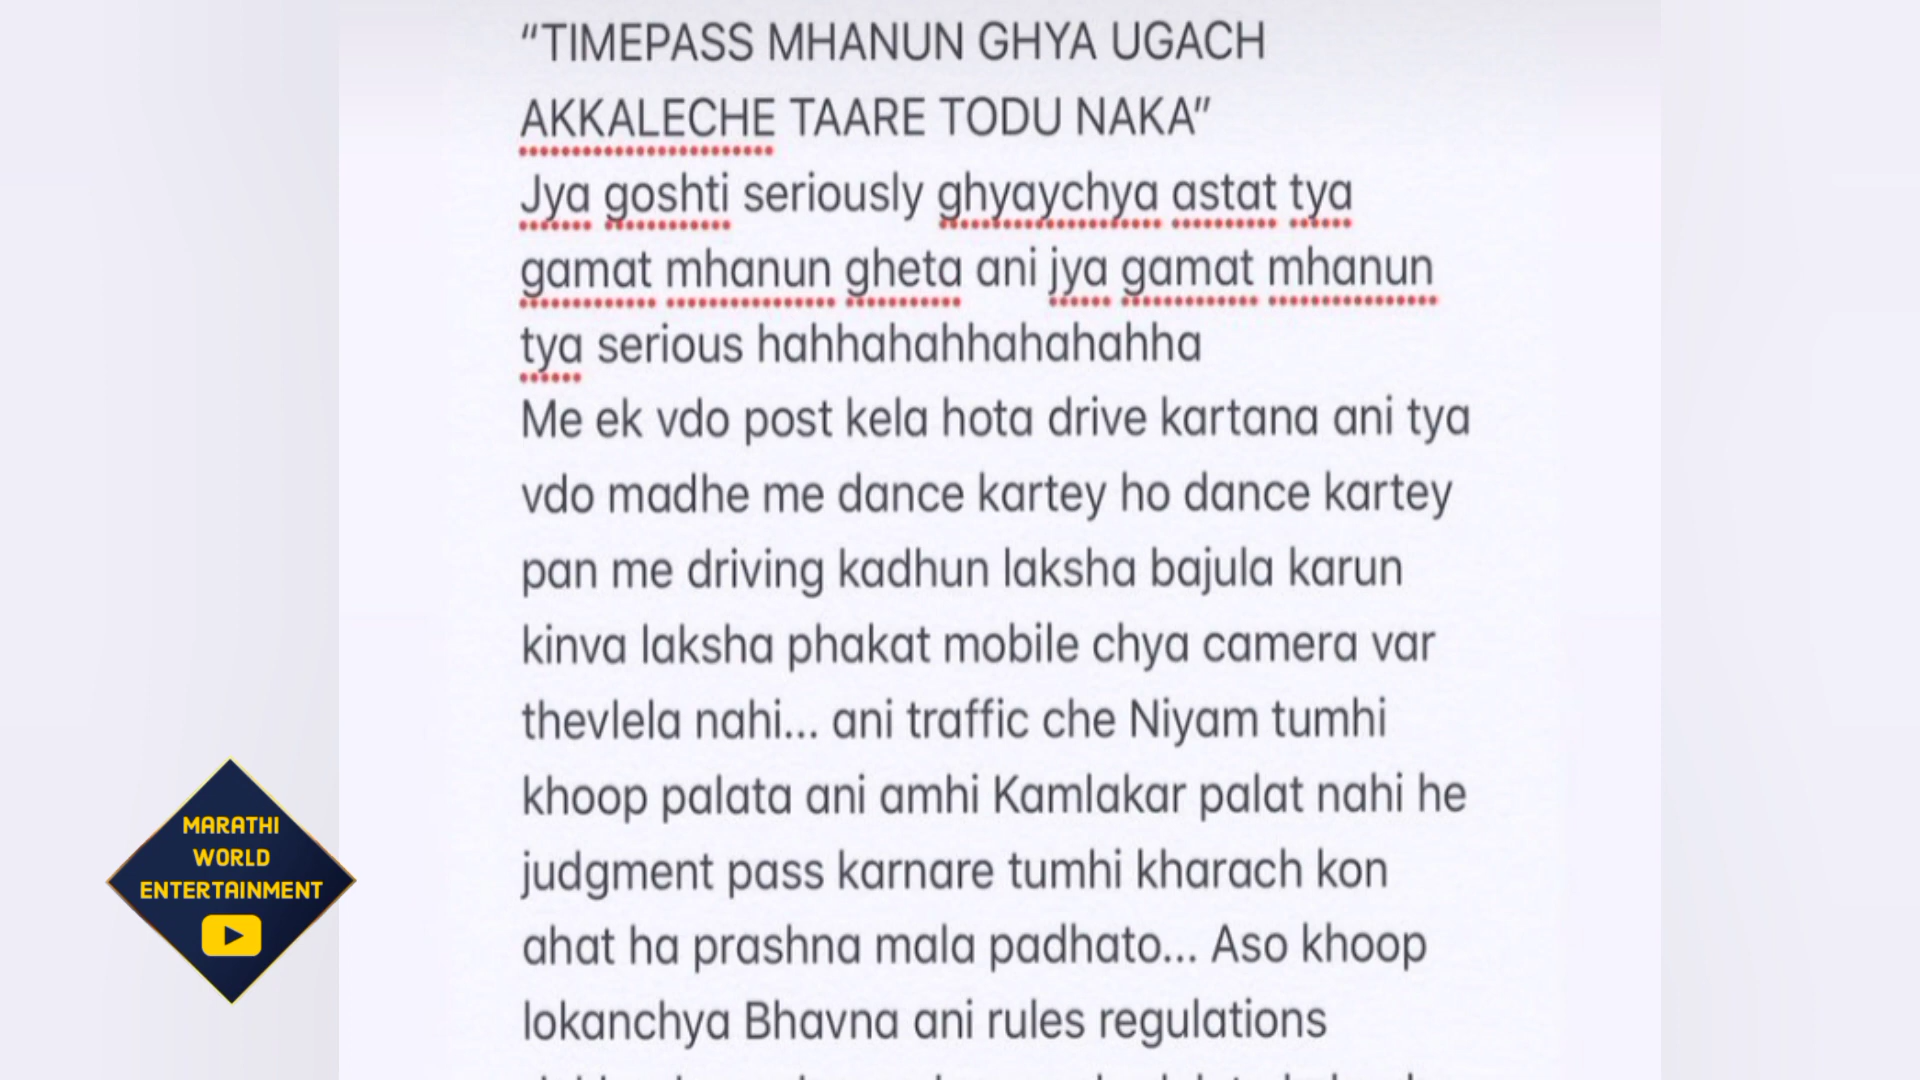 “TIMEPASS MHANUN GHYA UGACH
AKKALECHE TAARE TODU NAKA”
Jya goshti seriously ghyaychya astat tya
gamat mhanun gheta ani jya gamat mhanun
tya serious hahhahahhahahahha
Me ek vdo post kela hota drive kartana ani tya
vdo madhe me dance kartey ho dance kartey
pan me driving kadhun laksha bajula karun
kinva laksha phakat mobile chya camera var
thevlela nahi... ani traffic che Niyam tumhi
khoop palata ani amhi Kamlakar palat nahi he
judgment pass karnare tumhi kharach kon
ahat ha prashna mala padhato... Aso khoop
lokanchya Bhavna ani rules regulations
MARATHI
WORLD
ENTERTAINMENT